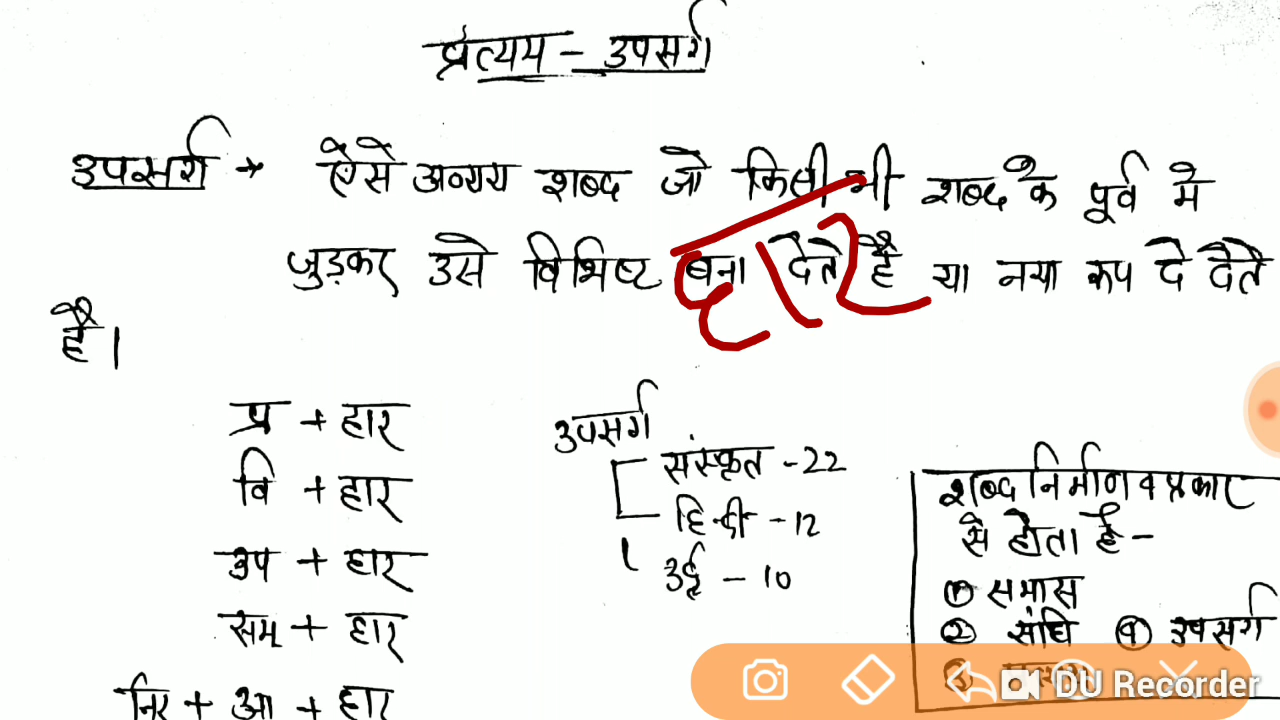 प्रत्यय - उपसर्ग
उपसर्ग → ऐसे अव्यय शब्द जो किसी भी शब्द के पूर्व मे
जुड़कर उसे विभिष्ट बना देते है या नया रूप दे देते
है।
हार
प्र + हार
वि + हार
उप + हार
सम् + हार
निर + आ + हार
उपसर्ग
संस्कृत - 22
हिन्दी - 12
उर्दू - 10
शब्द निर्माण व प्रकार
से होता है -
① समास
② संधि ④ उपसर्ग
③
DU Recorder